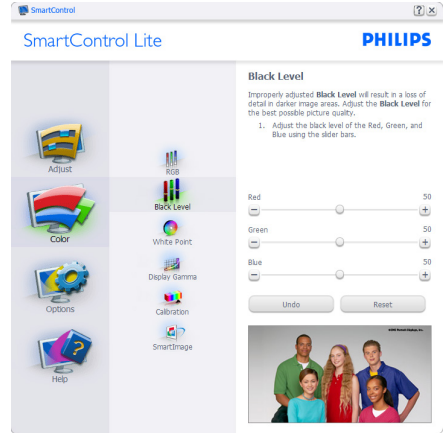 SmartControl
SmartControl Lite
PHILIPS
Adjust
Color
Options
Help
RGB
Black Level
White Point
Display Gamma
Calibration
SmartImage
Black Level
Improperly adjusted Black Level will result in a loss of
detail in darker image areas. Adjust the Black Level for
the best possible picture quality.
1. Adjust the black level of the Red, Green, and
Blue using the slider bars.
Red 50
Green 50
Blue 50
Undo Reset